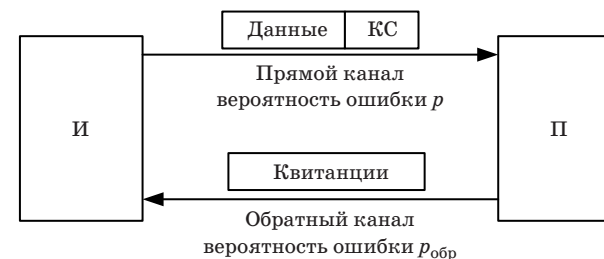 Данные КС
Прямой канал
вероятность ошибки p
И
П
Квитанции
Обратный канал
вероятность ошибки pобр